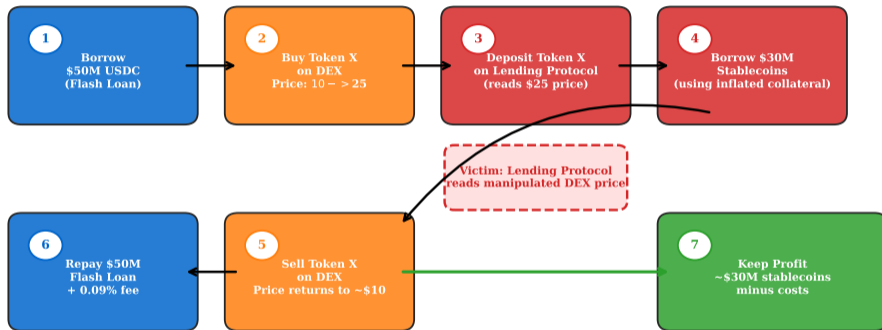 1
Borrow
$50M USDC
(Flash Loan)
2
Buy Token X
on DEX
Price: 10 -> 25
3
Deposit Token X
on Lending Protocol
(reads $25 price)
4
Borrow $30M
Stablecoins
(using inflated collateral)
Victim: Lending Protocol
reads manipulated DEX price
6
Repay $50M
Flash Loan
+ 0.09% fee
5
Sell Token X
on DEX
Price returns to ~$10
7
Keep Profit
~$30M stablecoins
minus costs